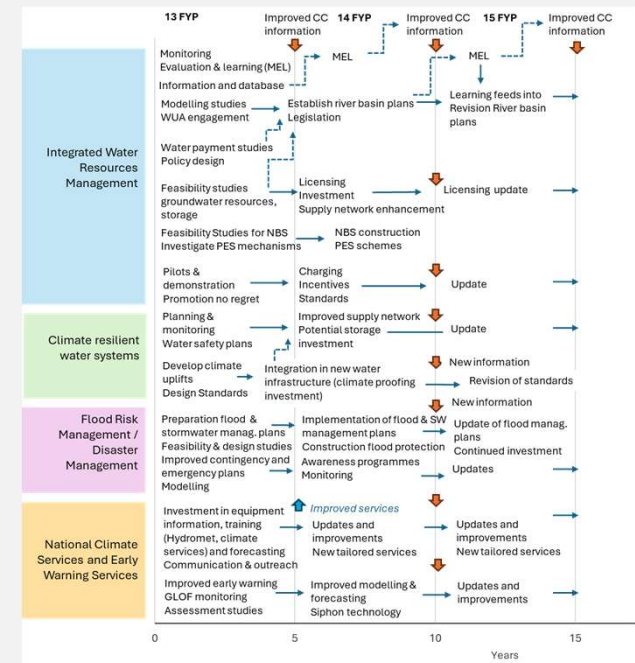 13 FYP
Improved CC
information
14 FYP
Improved CC
information
15 FYP
Improved CC
information
Integrated Water
Resources
Management
Monitoring
Evaluation & learning (MEL)
Information and database
MEL
MEL
Modelling studies
WUA engagement
Establish river basin plans
Legislation
Learning feeds into
Revision River basin
plans
Water payment studies
Policy design
Feasibility studies
groundwater resources,
storage
Licensing
Investment
Supply network enhancement
Licensing update
Feasibility Studies for NBS
Investigate PES mechanisms
NBS construction
PES schemes
Pilots &
demonstration
Promotion no regret
Charging
Incentives
Standards
Update
Climate resilient
water systems
Planning &
monitoring
Water safety plans
Improved supply network
Potential storage
investment
Update
Develop climate
uplifts
Design Standards
Integration in new water
infrastructure (climate proofing
investment)
New information
Revision of standards
Flood Risk
Management /
Disaster
Management
New information
Preparation flood &
stormwater manag. plans
Feasibility & design studies
Improved contingency and
emergency plans
Modelling
Implementation of flood & SW
management plans
Construction flood protection
Awareness programmes
Monitoring
Update of flood manag.
plans
Continued investment
Updates
National Climate
Services and Early
Warning Services
Improved services
Investment in equipment
information, training
(Hydromet, climate
services) and forecasting
Communication & outreach
Updates and
improvements
New tailored services
Updates and
improvements
New tailored services
Improved early warning
GLOF monitoring
Assessment studies
Improved modelling &
forecasting
Siphon technology
Updates and
improvements
0
5
10
15
Years